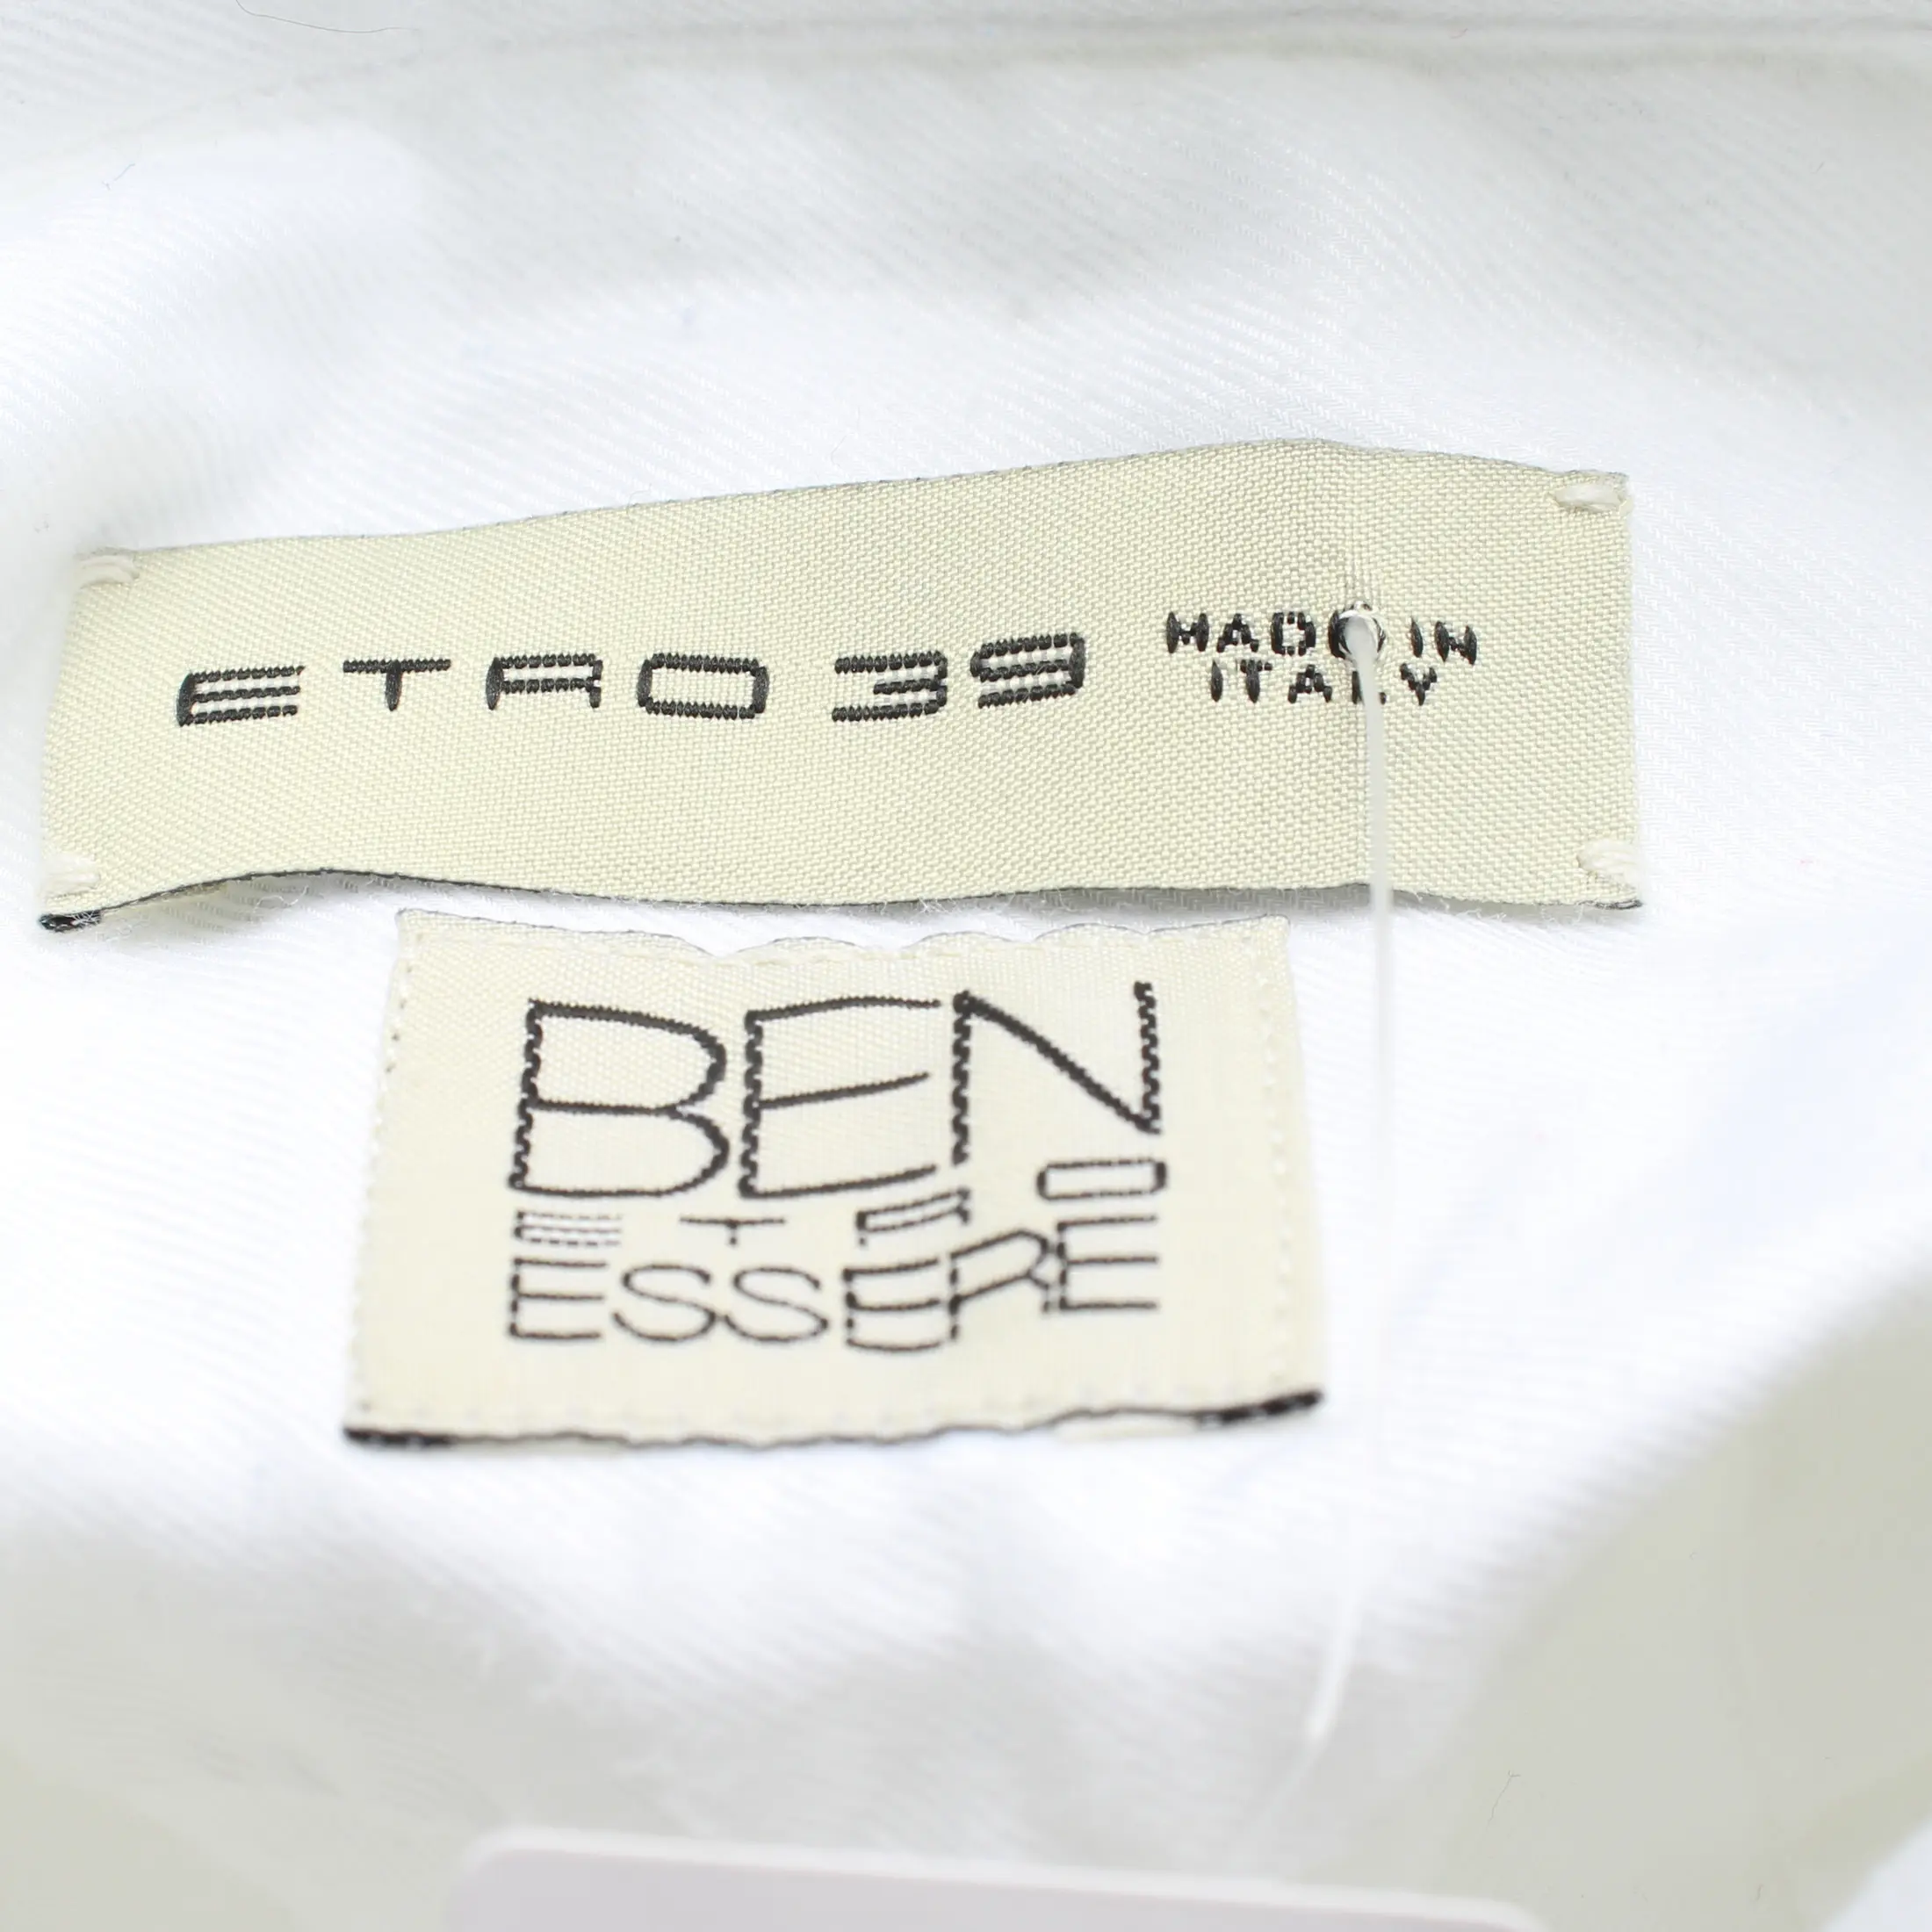 ETRO 39 MADE IN
ITALY
BEN
ETRO
ESSERE